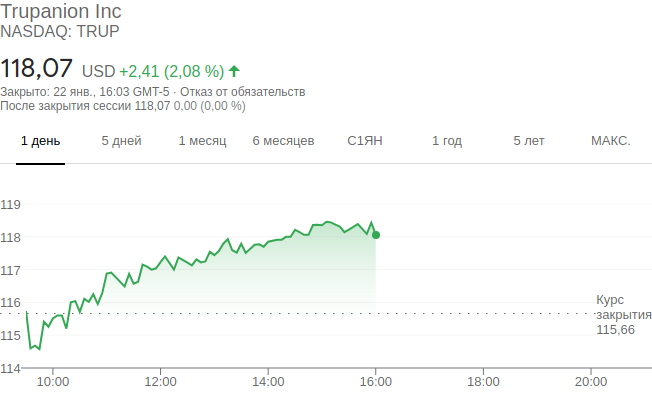 Trupanion Inc
NASDAQ: TRUP
118,07 USD +2,41 (2,08 %)
Закрыто: 22 янв., 16:03 GMT-5 · Отказ от обязательств
После закрытия сессии 118,07 0,00 (0,00 %)
1 день 5 дней 1 месяц 6 месяцев С1ЯН 1 год 5 лет МАКС.
119
118
117
116
Курс
закрытия
115,66
115
114
10:00 12:00 14:00 16:00 18:00 20:00